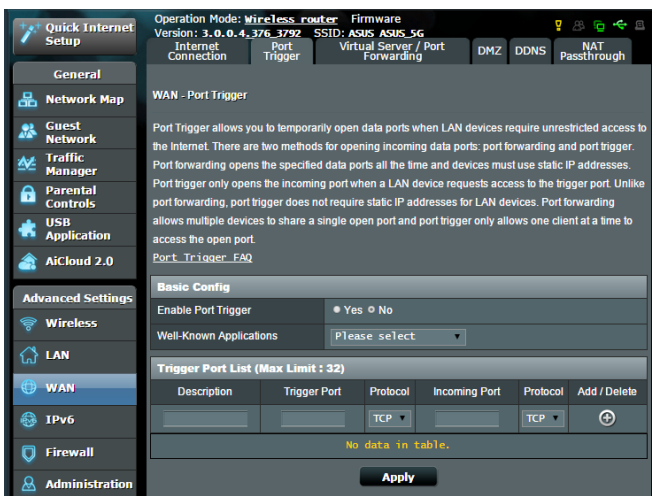 Quick Internet
Setup
General
Network Map
Guest
Network
Traffic
Manager
Parental
Controls
USB
Application
AiCloud 2.0
Advanced Settings
Wireless
LAN
WAN
IPv6
Firewall
Administration
Operation Mode: Wireless router Firmware
Version: 3.0.0.4_376_3792 SSID: ASUS ASUS_5G
Internet
Connection
Port
Trigger
Virtual Server / Port
Forwarding
DMZ
DDNS
NAT
Passthrough
WAN - Port Trigger
Port Trigger allows you to temporarily open data ports when LAN devices require unrestricted access to
the Internet. There are two methods for opening incoming data ports: port forwarding and port trigger.
Port forwarding opens the specified data ports all the time and devices must use static IP addresses.
Port trigger only opens the incoming port when a LAN device requests access to the trigger port. Unlike
port forwarding, port trigger does not require static IP addresses for LAN devices. Port forwarding
allows multiple devices to share a single open port and port trigger only allows one client at a time to
access the open port.
Port Trigger FAQ
Basic Config
Enable Port Trigger Yes No
Well-Known Applications Please select
Trigger Port List (Max Limit : 32)
Description Trigger Port Protocol Incoming Port Protocol Add / Delete
TCP TCP
No data in table.
Apply